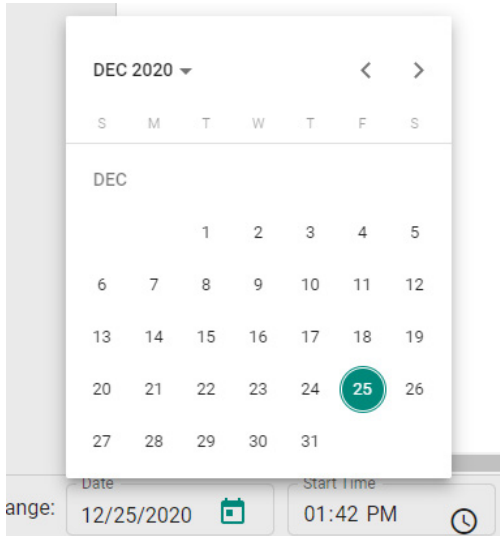 DEC 2020
S M T W T F S
DEC
1 2 3 4 5
6 7 8 9 10 11 12
13 14 15 16 17 18 19
20 21 22 23 24 25 26
27 28 29 30 31
Date Start Time
ange: 12/25/2020 01:42 PM